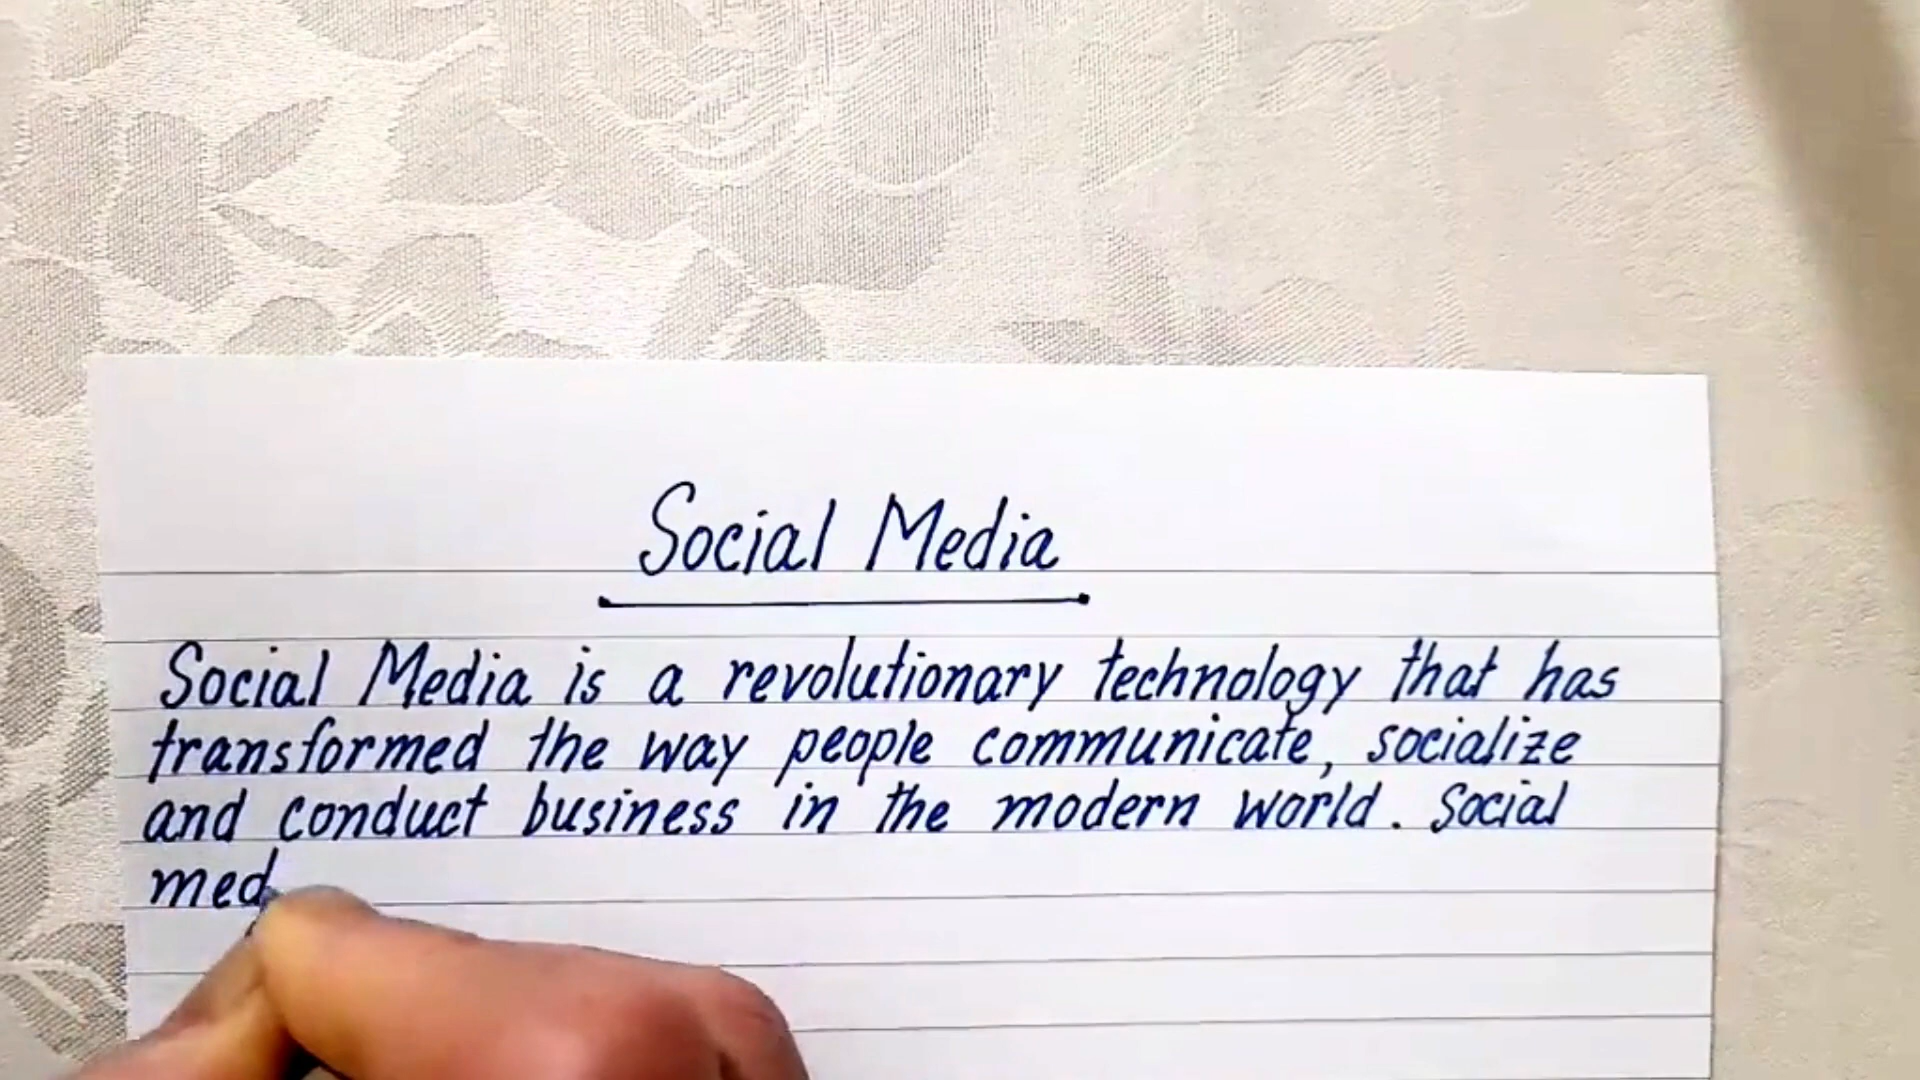 Social Media
Social Media is a revolutionary technology that has
transformed the way people communicate, socialize
and conduct business in the modern world. Social
med